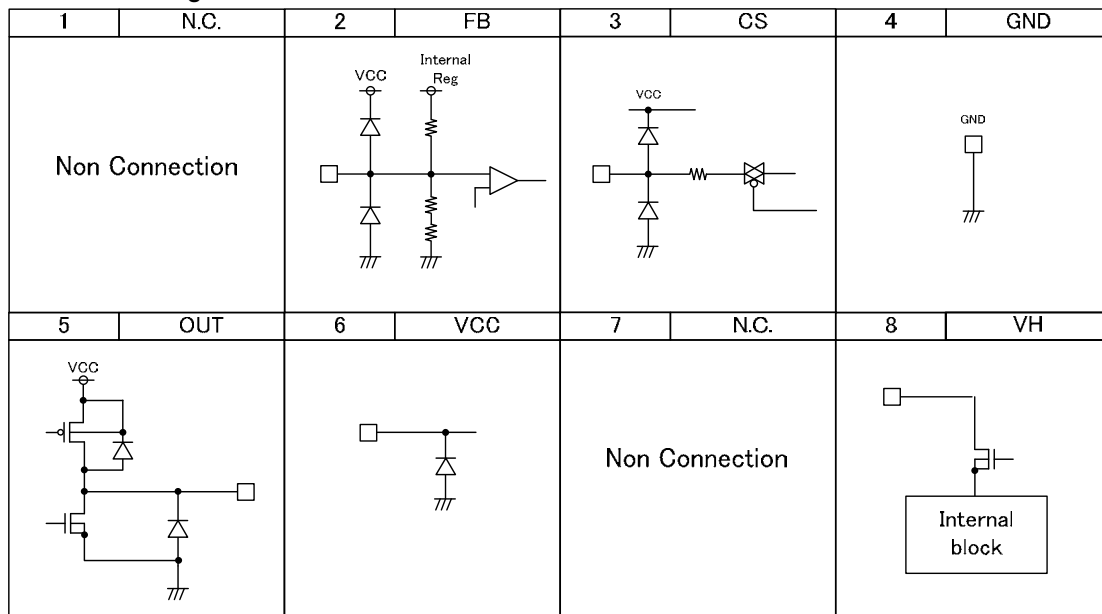 1 N.C. 2 FB 3 CS 4 GND
Non Connection
VCC
Internal
Reg
VCC
GND
5 OUT 6 VCC 7 N.C. 8 VH
VCC
Non Connection
Internal
block